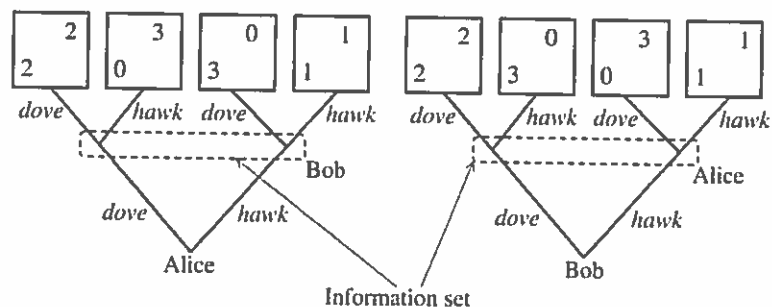 2 3 0 1 2 0 3 1
2 0 3 1 2 3 0 1
dove hawk dove hawk dove hawk dove hawk
Bob Alice
dove hawk dove hawk
Alice Bob
Information set